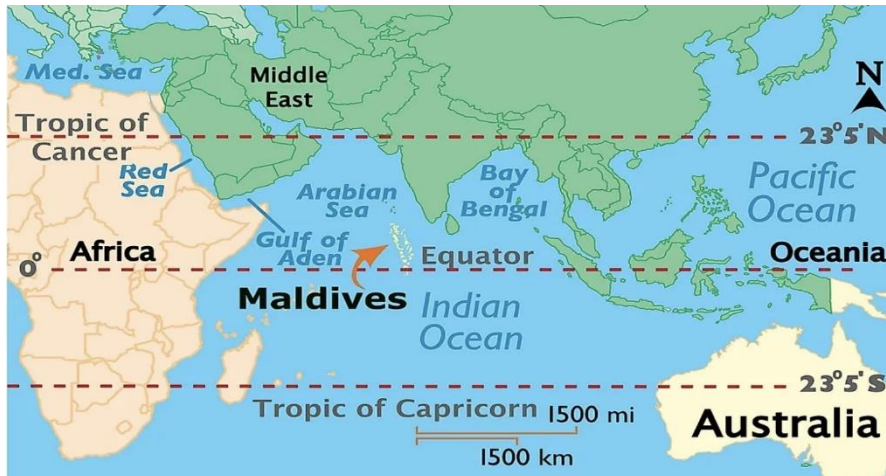 Med. Sea
Middle
East
N
Tropic of
Cancer
23°5'N
Red
Sea
Arabian
Sea
Bay
of
Bengal
Pacific
Ocean
Gulf of
Aden
Africa
Equator
Oceania
0°
Maldives
Indian
Ocean
23°5'S
Tropic of Capricorn
1500 mi
1500 km
Australia